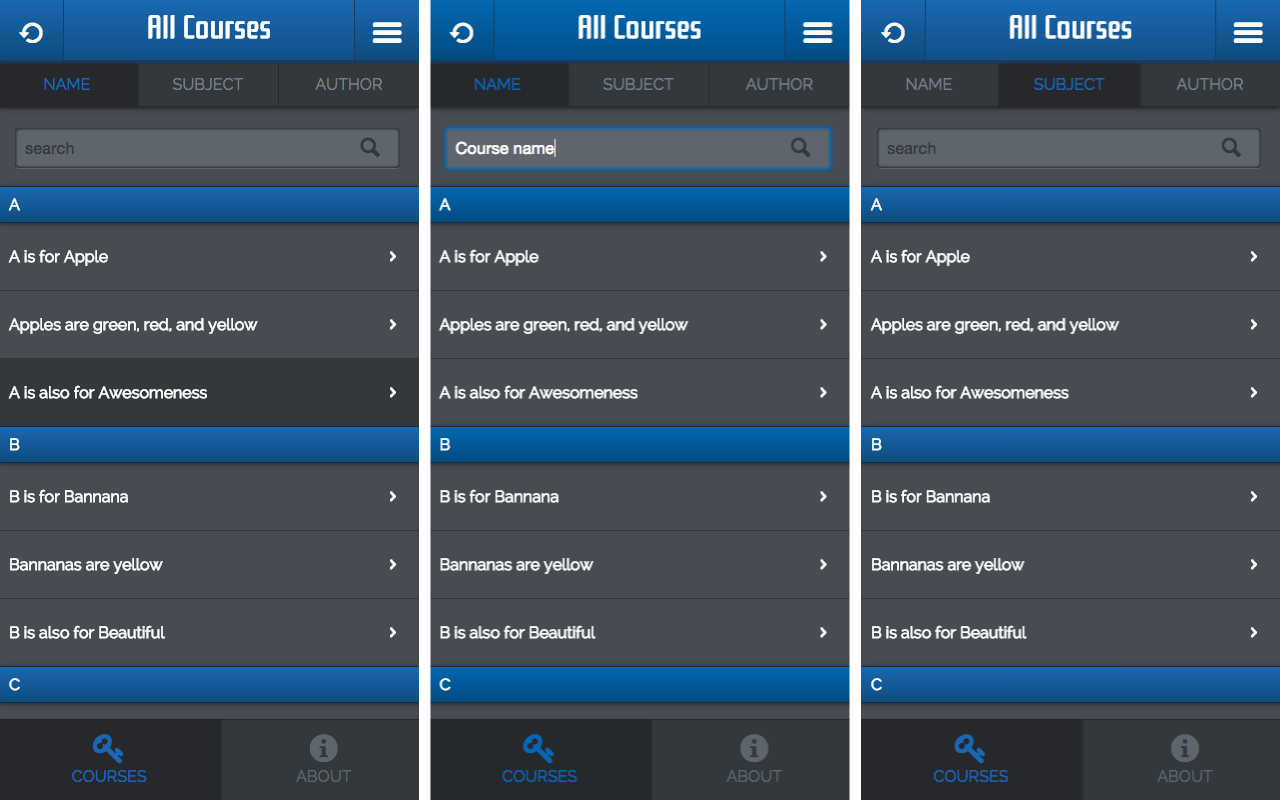 All Courses
NAME SUBJECT AUTHOR
search
A
A is for Apple
Apples are green, red, and yellow
A is also for Awesomeness
B
B is for Bannana
Bannanas are yellow
B is also for Beautiful
C
COURSES ABOUT
All Courses
NAME SUBJECT AUTHOR
Course name
A
A is for Apple
Apples are green, red, and yellow
A is also for Awesomeness
B
B is for Bannana
Bannanas are yellow
B is also for Beautiful
C
COURSES ABOUT
All Courses
NAME SUBJECT AUTHOR
search
A
A is for Apple
Apples are green, red, and yellow
A is also for Awesomeness
B
B is for Bannana
Bannanas are yellow
B is also for Beautiful
C
COURSES ABOUT